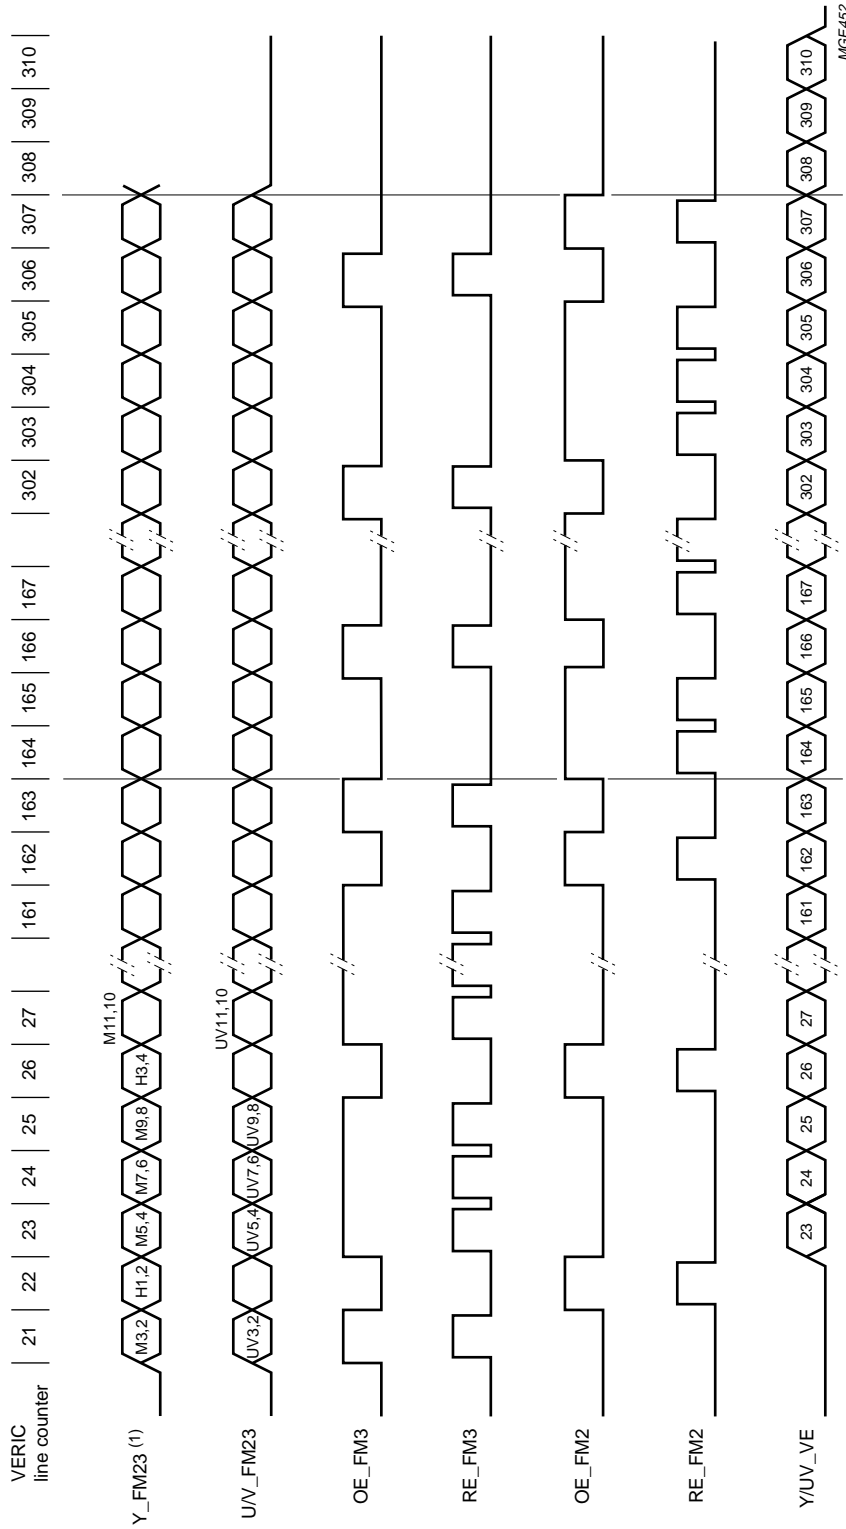 VERIC
line counter
21 22 23 24 25 26 27 161 162 163 164 165 166 167 302 303 304 305 306 307 308 309 310
Y_FM23 (1)
M3,2 H1,2 M5,4 M7,6 M9,8 H3,4 M11,10
U/V_FM23
UV3,2 UV5,4 UV7,6 UV9,8 UV11,10
OE_FM3
RE_FM3
OE_FM2
RE_FM2
Y/UV_VE
23 24 25 26 27 161 162 163 164 165 166 167 302 303 304 305 306 307 308 309 310
MGE452